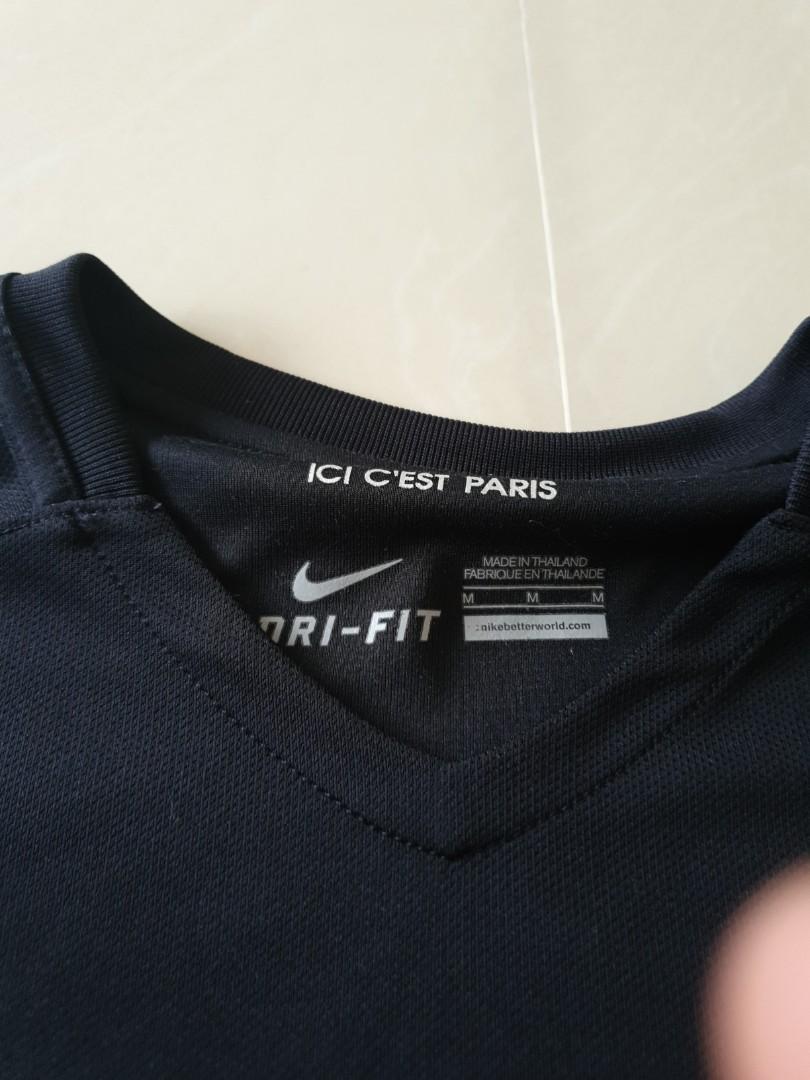 ICI C'EST PARIS
DRI-FIT
MADE IN THAILAND
FABRIQUE EN THAILANDE
M M M
nikebetterworld.com